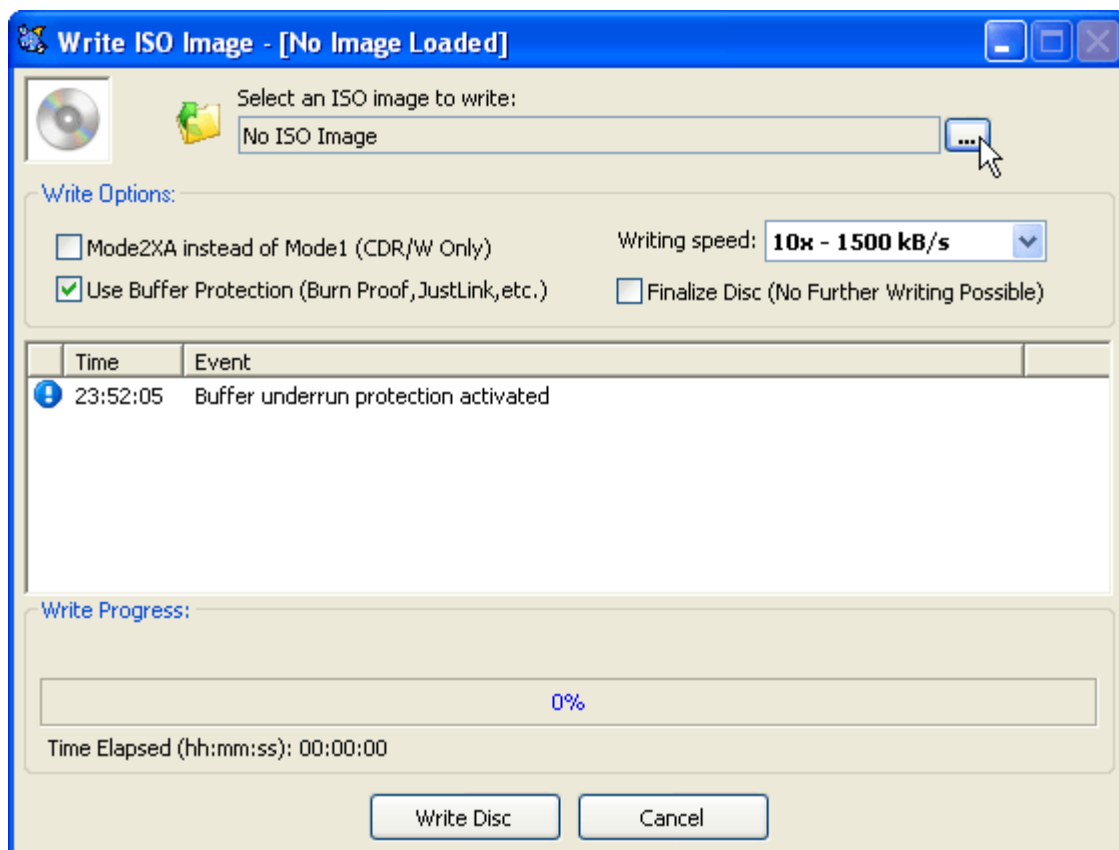 Write ISO Image - [No Image Loaded]
Select an ISO image to write:
No ISO Image
...
Write Options:
Mode2XA instead of Mode1 (CDR/W Only)
Writing speed: 10x - 1500 kB/s
Use Buffer Protection (Burn Proof,JustLink,etc.)
Finalize Disc (No Further Writing Possible)
Time Event
23:52:05 Buffer underrun protection activated
Write Progress:
0%
Time Elapsed (hh:mm:ss): 00:00:00
Write Disc Cancel